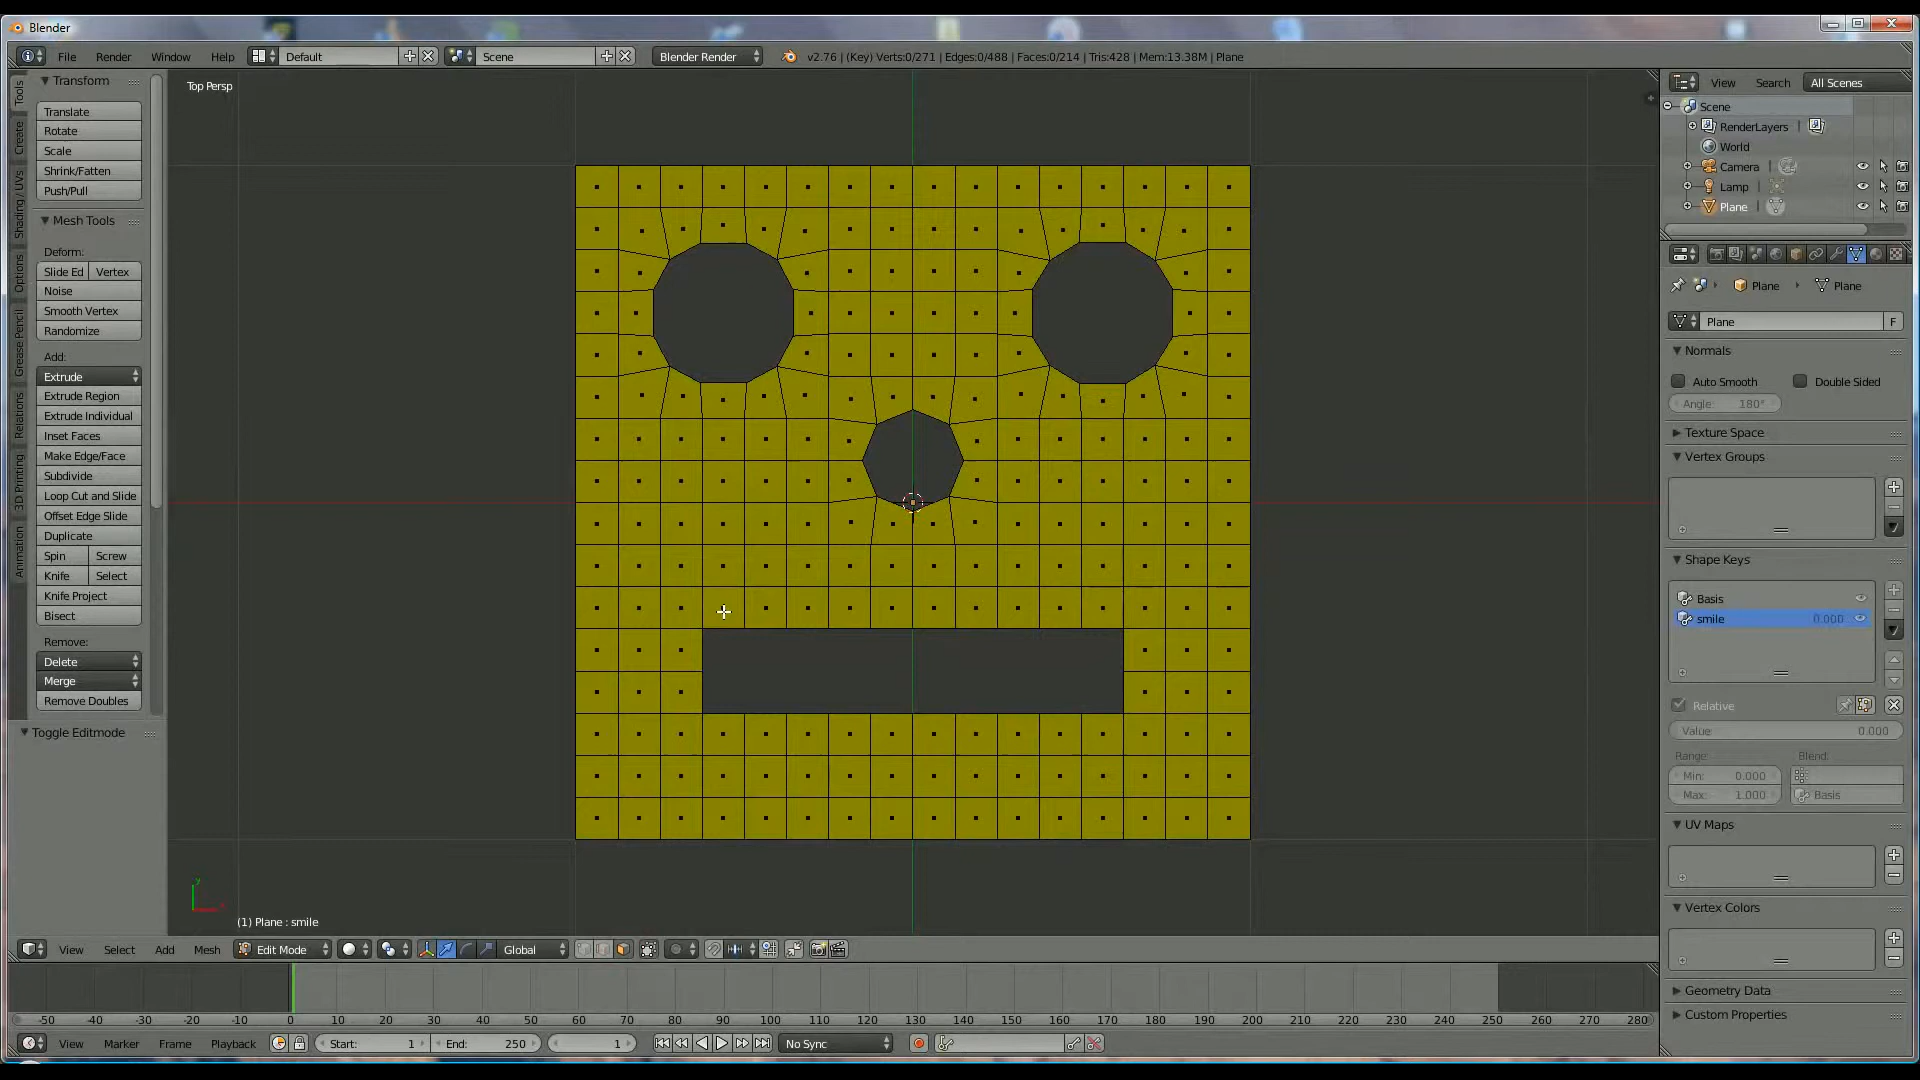 Blender
File Render Window Help Default Scene Blender Render v2.76 | (Key) Verts:0/271 | Edges:0/488 | Faces:0/214 | Tris:428 | Mem:13.38M | Plane
Top Persp
Tools
Create
Shading / UVs
Options
Grease Pencil
Relations
3D Printing
Animation
Transform
Translate
Rotate
Scale
Shrink/Fatten
Push/Pull
Mesh Tools
Deform:
Slide Ed Vertex
Noise
Smooth Vertex
Randomize
Add:
Extrude
Extrude Region
Extrude Individual
Inset Faces
Make Edge/Face
Subdivide
Loop Cut and Slide
Offset Edge Slide
Duplicate
Spin Screw
Knife Select
Knife Project
Bisect
Remove:
Delete
Merge
Remove Doubles
Toggle Editmode
y
x
(1) Plane : smile
View Select Add Mesh Edit Mode Global
-50 -40 -30 -20 -10 0 10 20 30 40 50 60 70 80 90 100 110 120 130 140 150 160 170 180 190 200 210 220 230 240 250 260 270 280
View Marker Frame Playback Start: 1 End: 250 1 No Sync
View Search All Scenes
Scene
RenderLayers
World
Camera
Lamp
Plane
Plane Plane
Plane F
Normals
Auto Smooth Double Sided
Angle: 180°
Texture Space
Vertex Groups
Shape Keys
Basis
smile 0.000
Relative
Value: 0.000
Range: Blend:
Min: 0.000
Max: 1.000 Basis
UV Maps
Vertex Colors
Geometry Data
Custom Properties